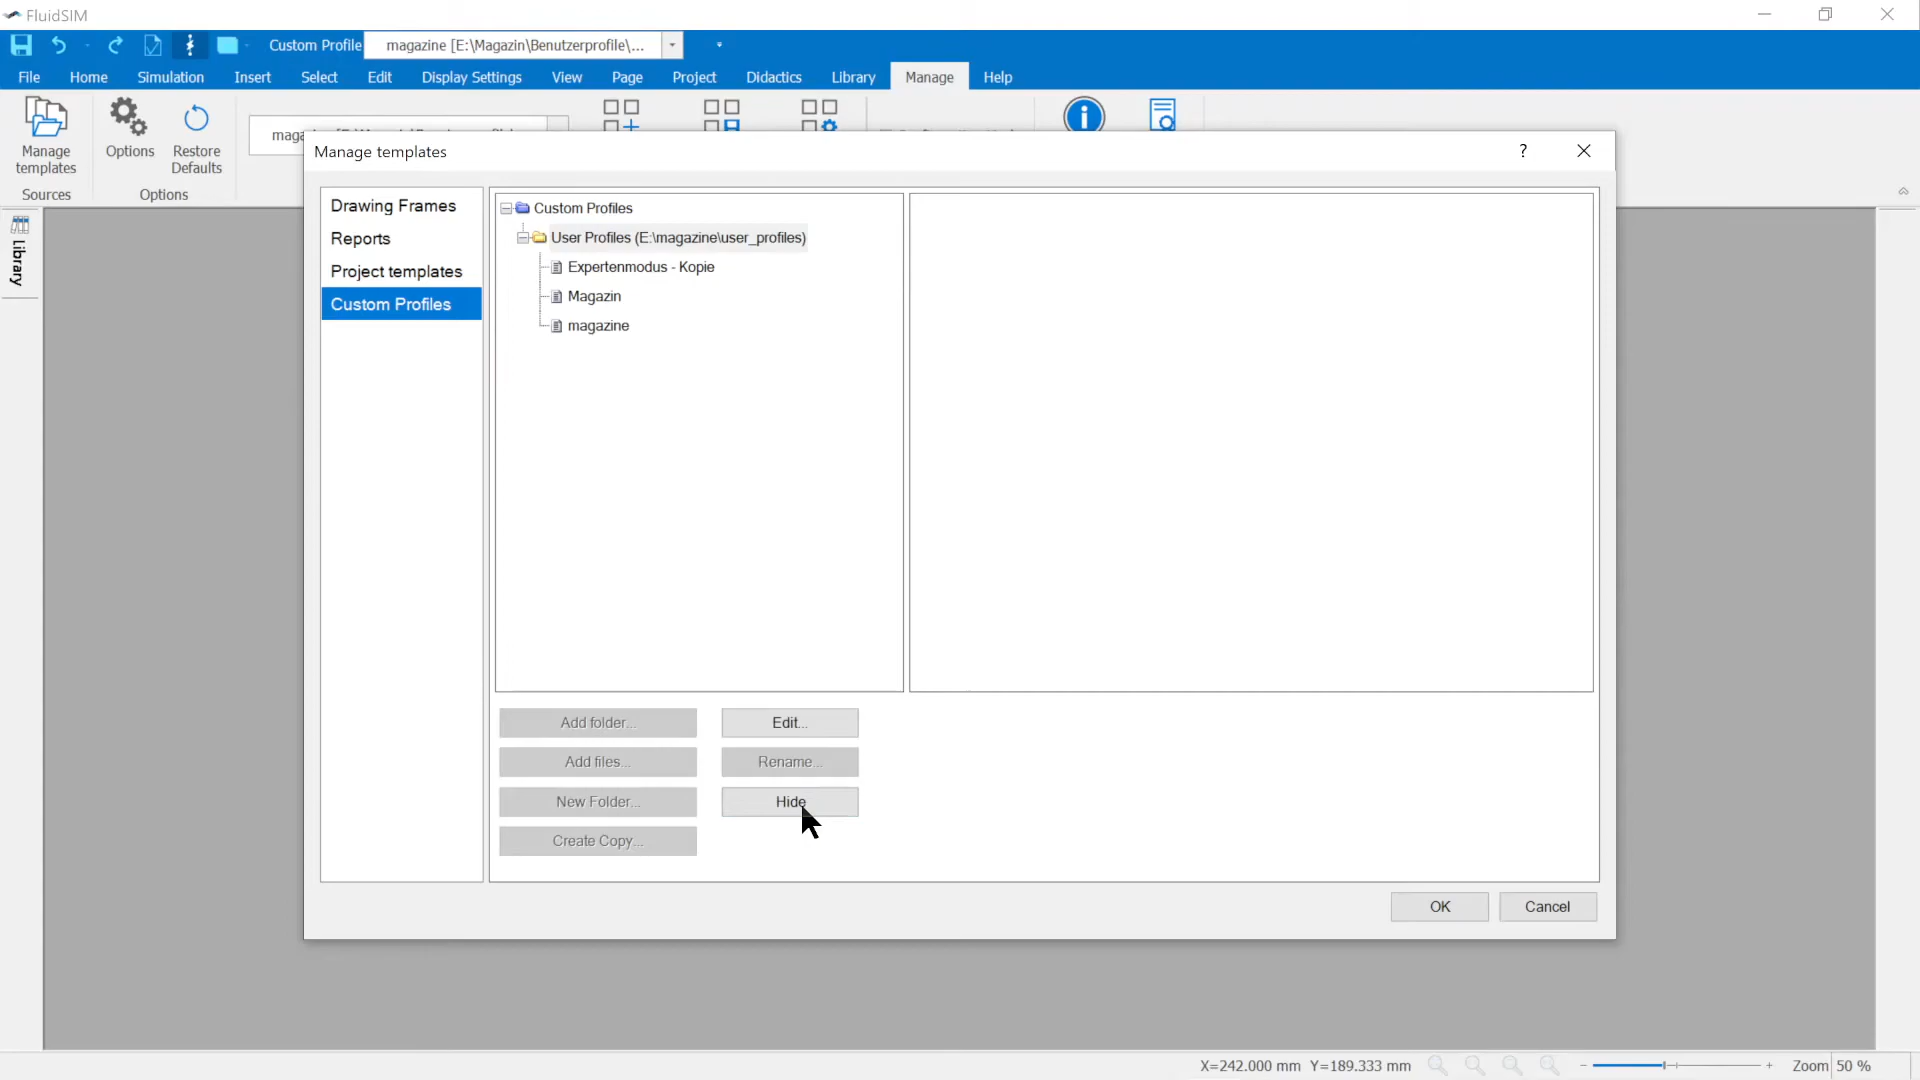 FluidSIM
Custom Profile magazine [E:\Magazin\Benutzerprofile\...
File Home Simulation Insert Select Edit Display Settings View Page Project Didactics Library Manage Help
Manage templates
Options
Restore Defaults
Sources
Options
Library
Manage templates
?
Drawing Frames
Reports
Project templates
Custom Profiles
Custom Profiles
User Profiles (E:\magazine\user_profiles)
Expertenmodus - Kopie
Magazin
magazine
Add folder...
Edit...
Add files...
Rename...
New Folder...
Hide
Create Copy...
OK
Cancel
X=242.000 mm Y=189.333 mm
- + Zoom 50 %